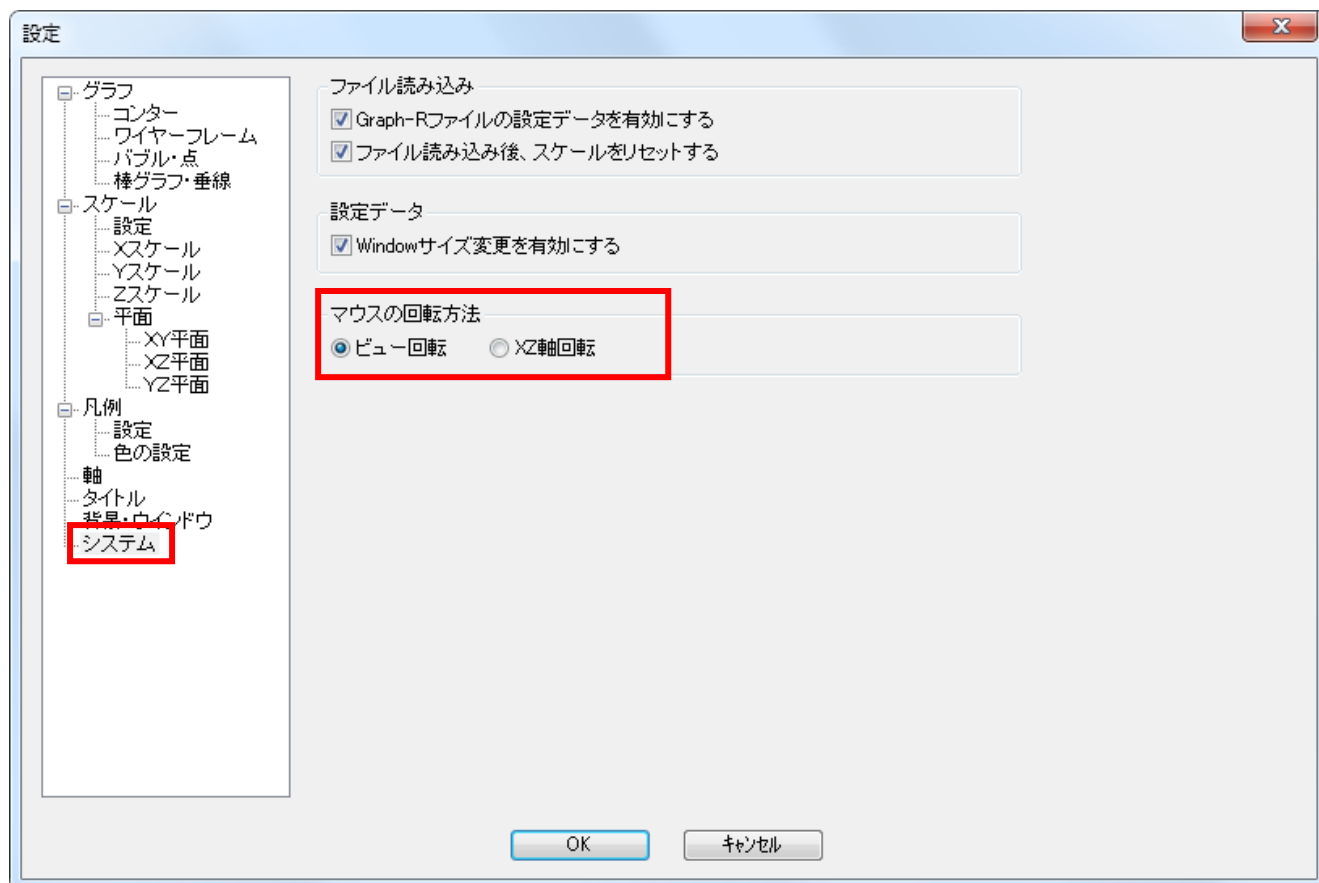 設定
グラフ
コンター
ワイヤーフレーム
バブル・点
棒グラフ・垂線
スケール
設定
Xスケール
Yスケール
Zスケール
平面
XY平面
XZ平面
YZ平面
凡例
設定
色の設定
軸
タイトル
背景・ウインドウ
システム
ファイル読み込み
Graph-Rファイルの設定データを有効にする
ファイル読み込み後、スケールをリセットする
設定データ
Windowサイズ変更を有効にする
マウスの回転方法
ビュー回転 XZ軸回転
OK キャンセル